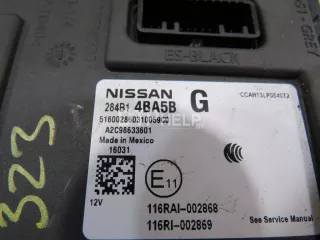 ES-BLACK
NISSAN
284B1 4BA5B G
A2C98633601
Made in Mexico
16031
12V
E11
116RAI-002868
116RI-002869
See Service Manual
323